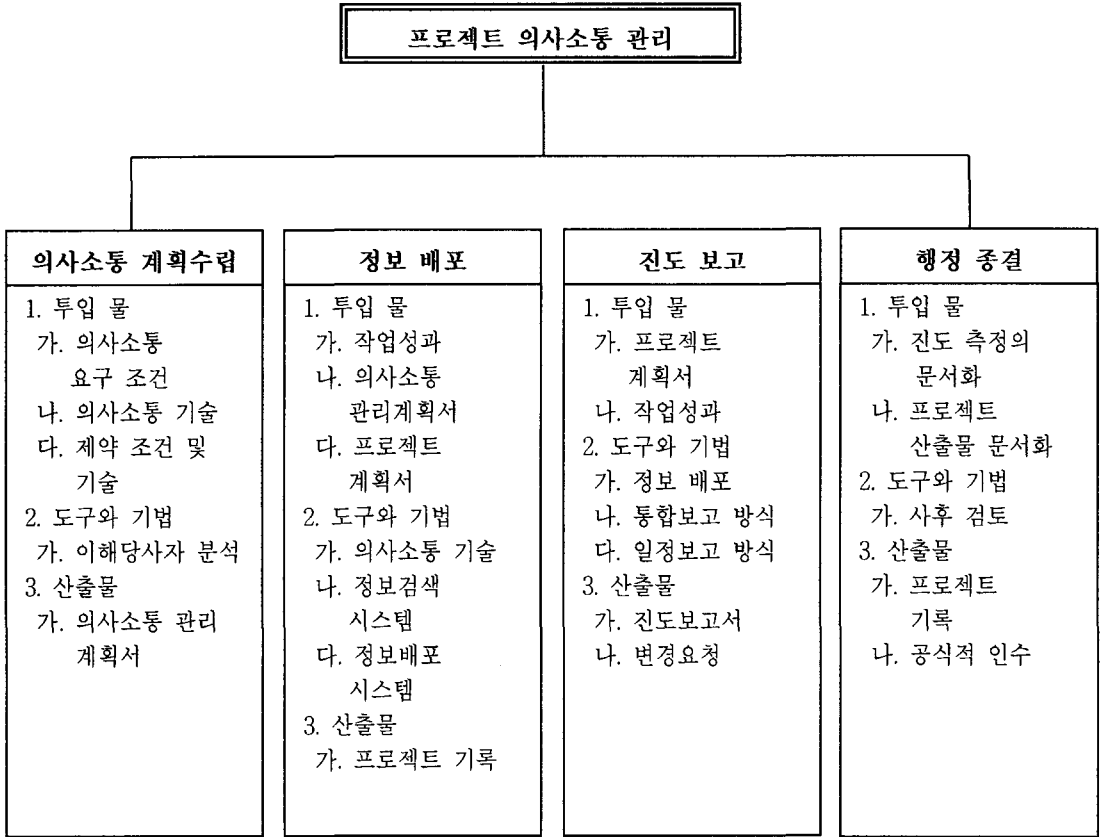 프로젝트 의사소통 관리
의사소통 계획수립
1. 투입 물
가. 의사소통
요구 조건
나. 의사소통 기술
다. 제약 조건 및
기술
2. 도구와 기법
가. 이해당사자 분석
3. 산출물
가. 의사소통 관리
계획서
정보 배포
1. 투입 물
가. 작업성과
나. 의사소통
관리계획서
다. 프로젝트
계획서
2. 도구와 기법
가. 의사소통 기술
나. 정보검색
시스템
다. 정보배포
시스템
3. 산출물
가. 프로젝트 기록
진도 보고
1. 투입 물
가. 프로젝트
계획서
나. 작업성과
2. 도구와 기법
가. 정보 배포
나. 통합보고 방식
다. 일정보고 방식
3. 산출물
가. 진도보고서
나. 변경요청
행정 종결
1. 투입 물
가. 진도 측정의
문서화
나. 프로젝트
산출물 문서화
2. 도구와 기법
가. 사후 검토
3. 산출물
가. 프로젝트
기록
나. 공식적 인수